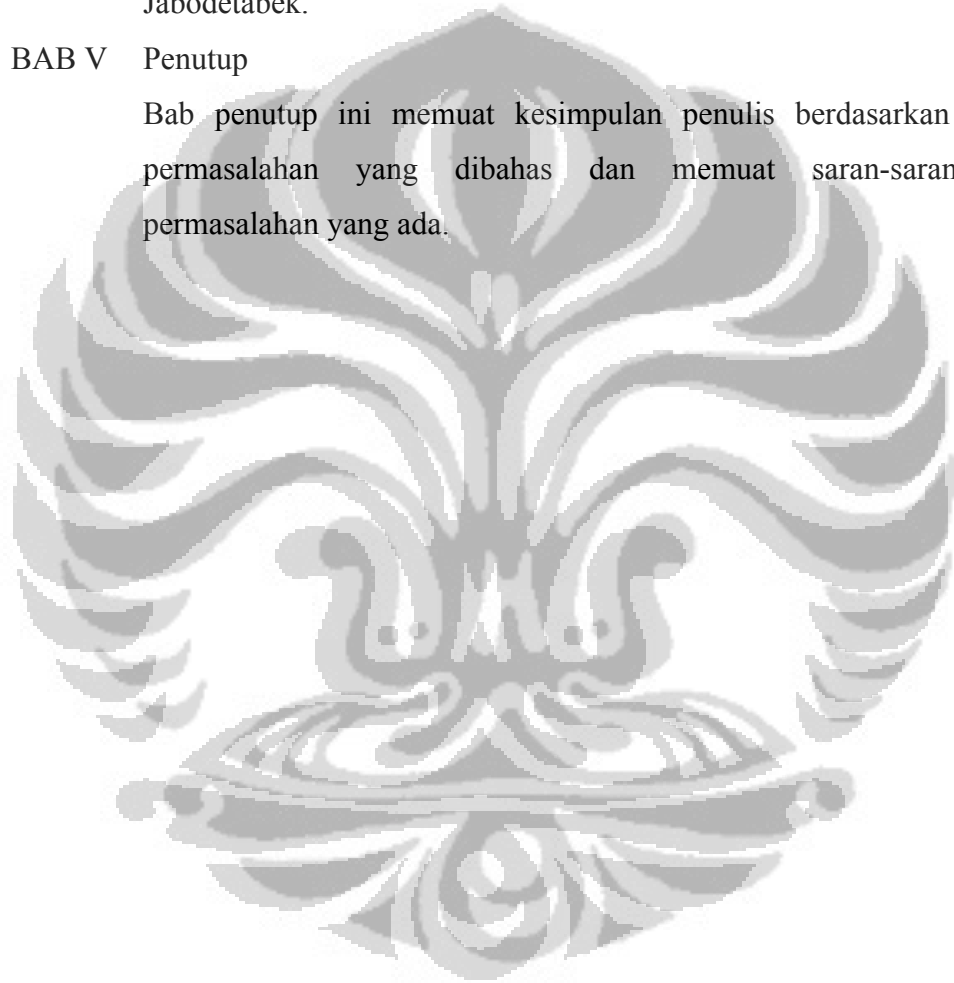 Jabodetabek.
BAB V Penutup
Bab penutup ini memuat kesimpulan penulis berdasarkan
permasalahan yang dibahas dan memuat saran-saran
permasalahan yang ada.